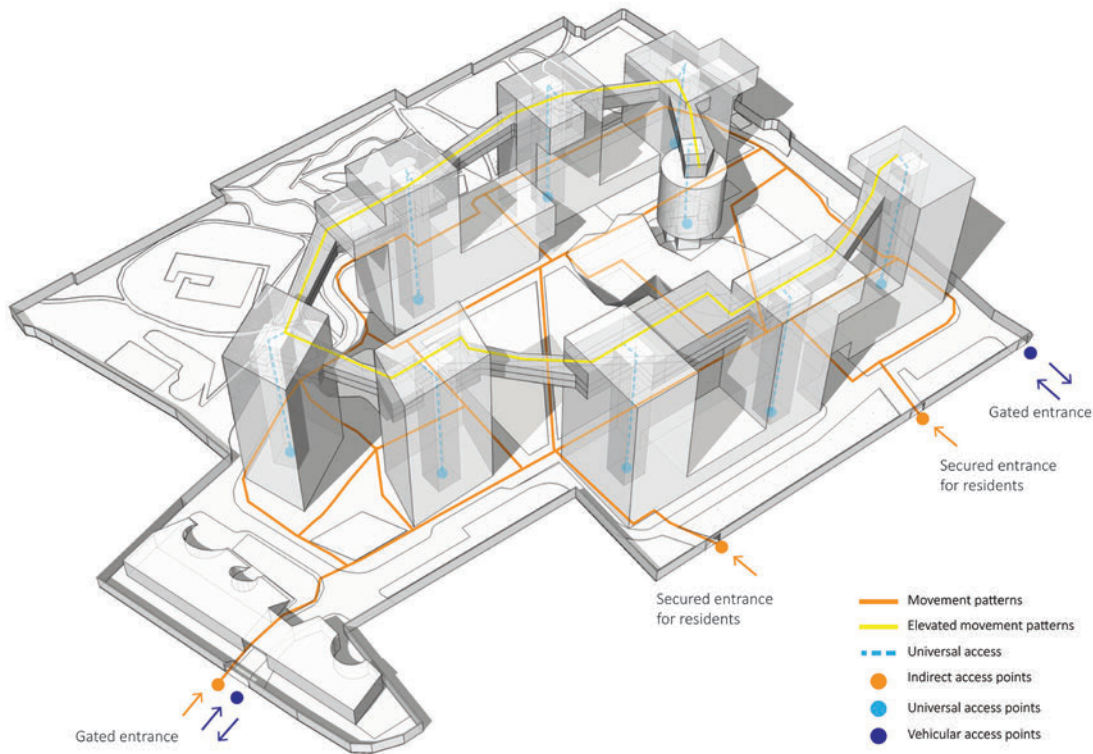 Gated entrance
Secured entrance
for residents
Secured entrance
for residents
Gated entrance
Movement patterns
Elevated movement patterns
Universal access
Indirect access points
Universal access points
Vehicular access points